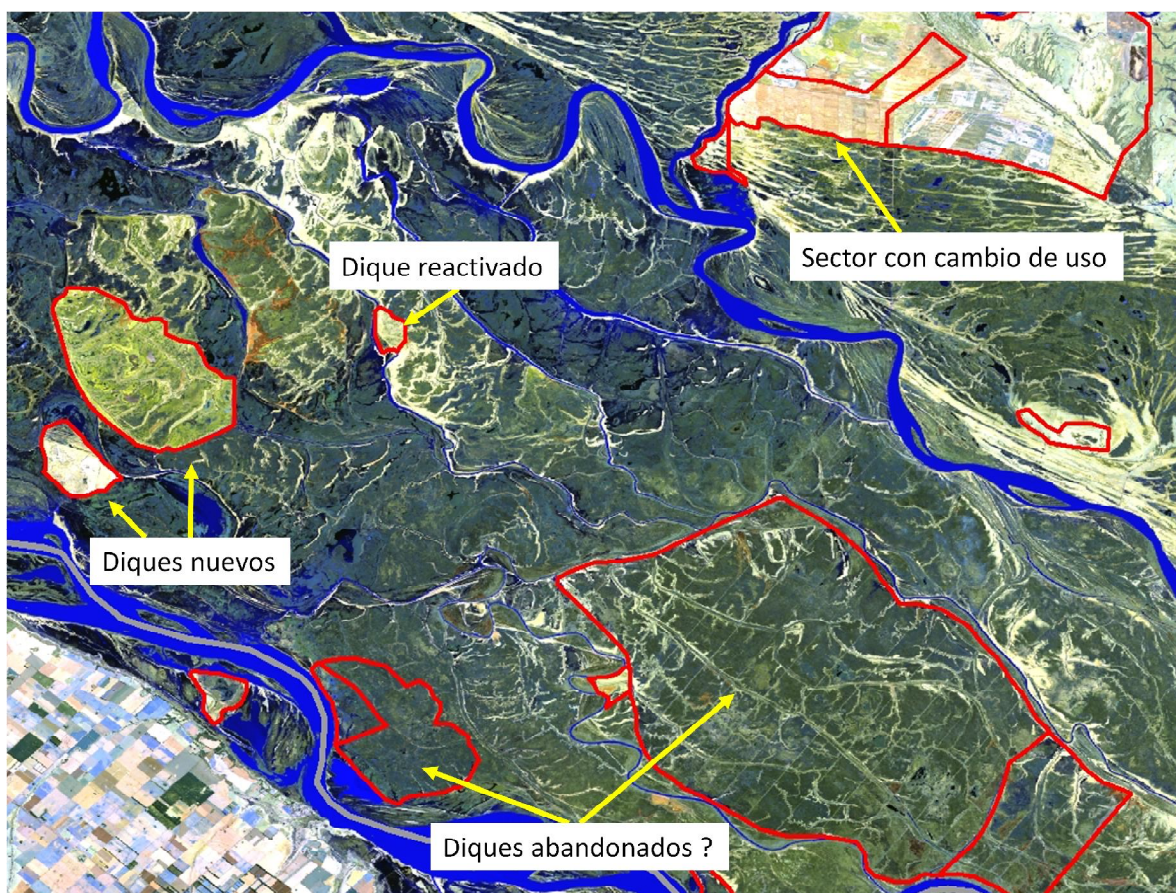 Dique reactivado
Sector con cambio de uso
Diques nuevos
Diques abandonados ?